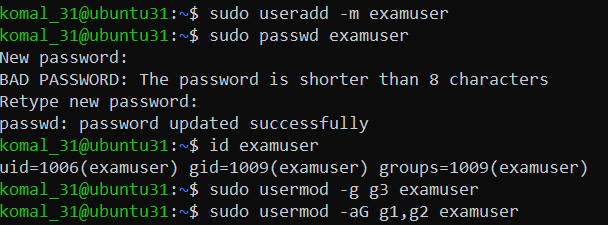 komal_31@ubuntu31:~$ sudo useradd -m examuser
komal_31@ubuntu31:~$ sudo passwd examuser
New password:
BAD PASSWORD: The password is shorter than 8 characters
Retype new password:
passwd: password updated successfully
komal_31@ubuntu31:~$ id examuser
uid=1006(examuser) gid=1009(examuser) groups=1009(examuser)
komal_31@ubuntu31:~$ sudo usermod -g g3 examuser
komal_31@ubuntu31:~$ sudo usermod -aG g1,g2 examuser